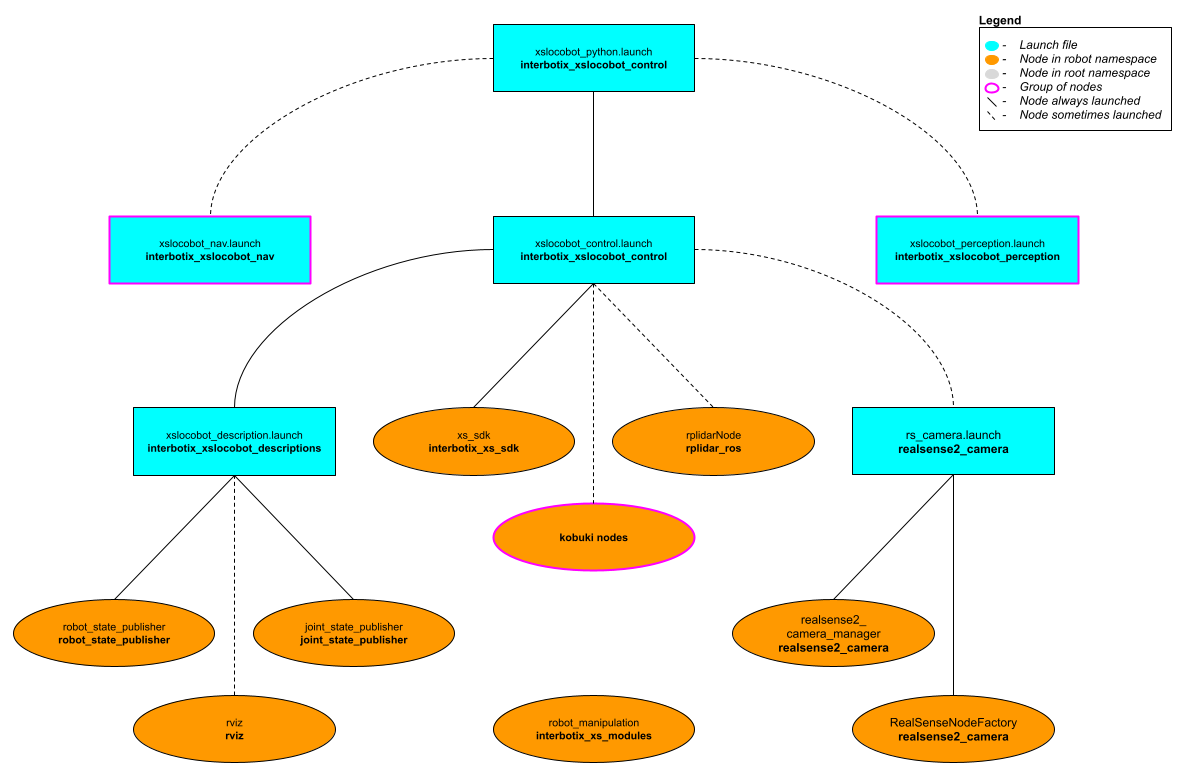 Legend
- Launch file
- Node in robot namespace
- Node in root namespace
- Group of nodes
- Node always launched
- Node sometimes launched
xslocobot_python.launch
interbotix_xslocobot_control
xslocobot_nav.launch
interbotix_xslocobot_nav
xslocobot_control.launch
interbotix_xslocobot_control
xslocobot_perception.launch
interbotix_xslocobot_perception
xslocobot_description.launch
interbotix_xslocobot_descriptions
xs_sdk
interbotix_xs_sdk
rplidarNode
rplidar_ros
rs_camera.launch
realsense2_camera
kobuki nodes
robot_state_publisher
robot_state_publisher
joint_state_publisher
joint_state_publisher
realsense2_
camera_manager
realsense2_camera
rviz
rviz
robot_manipulation
interbotix_xs_modules
RealSenseNodeFactory
realsense2_camera